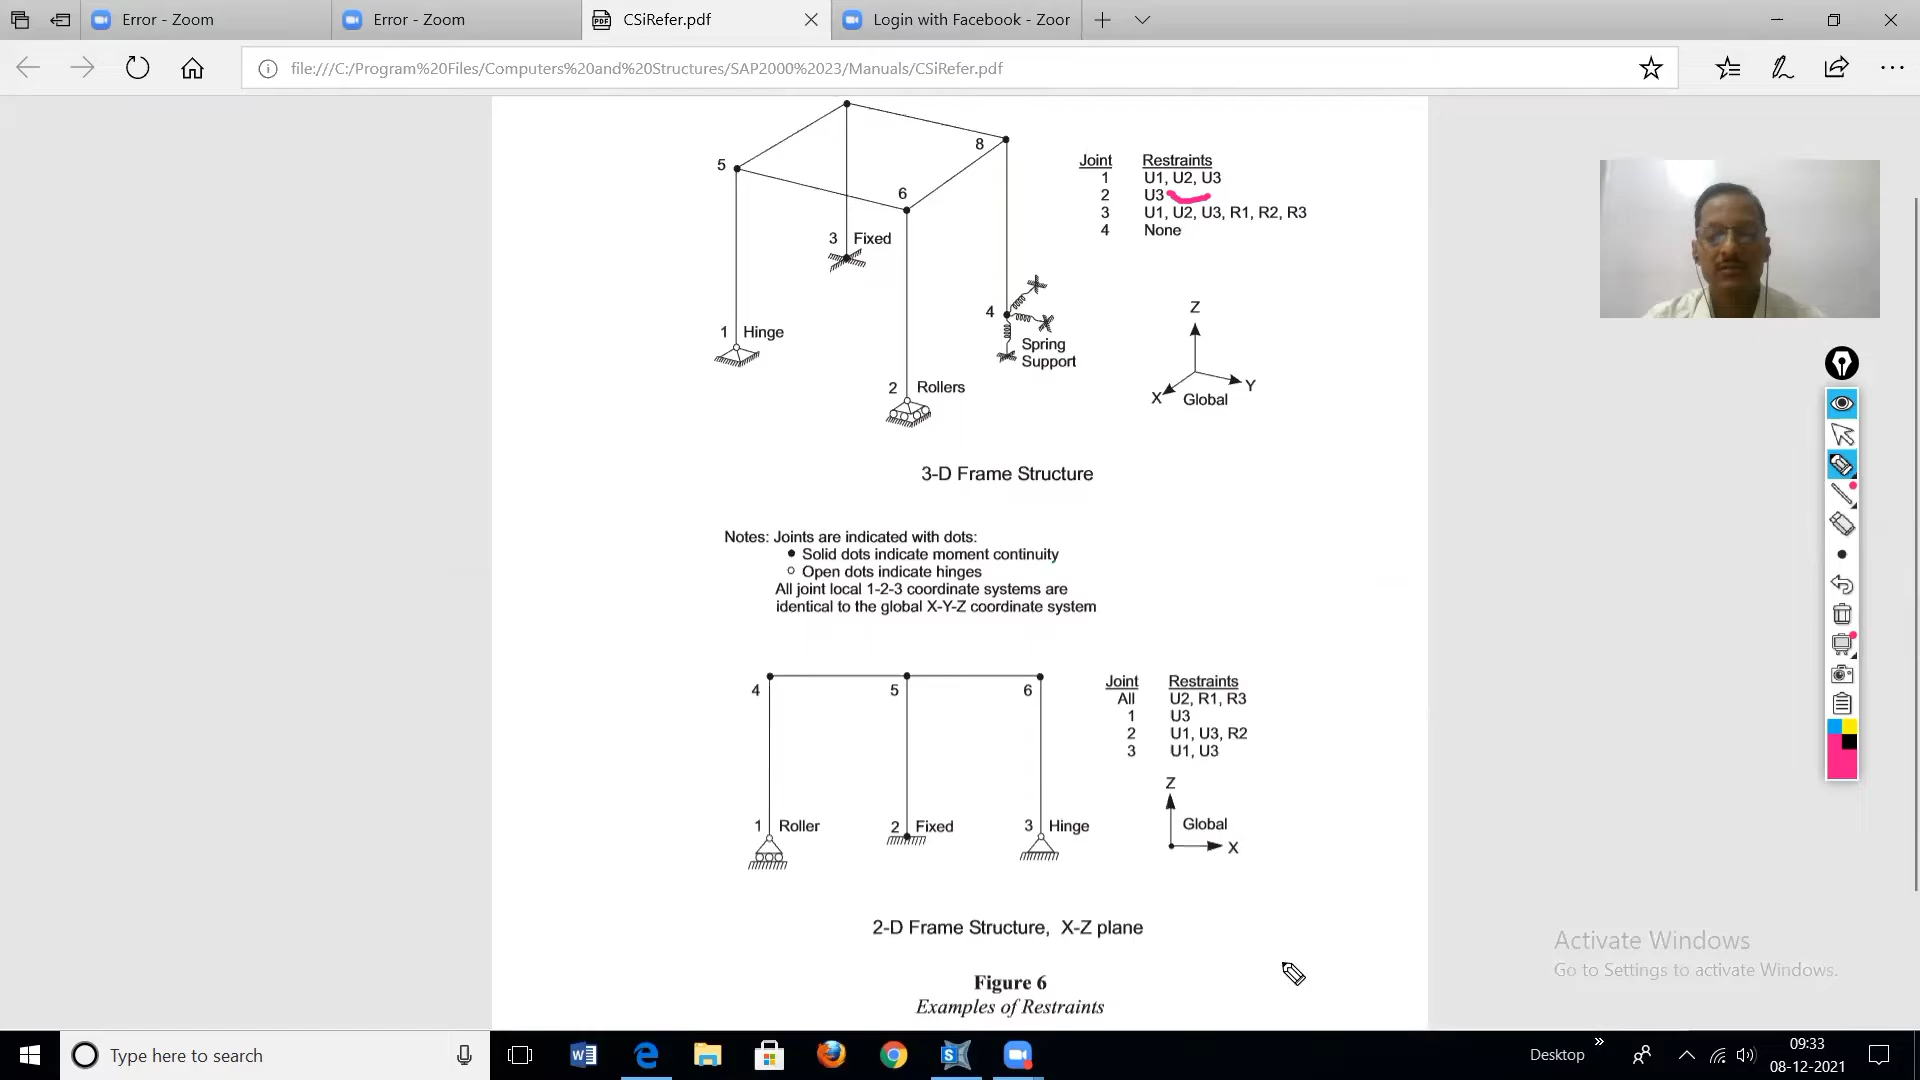 Error - Zoom
Error - Zoom
PDF
CSiRefer.pdf
Login with Facebook - Zoor
file:///C:/Program%20Files/Computers%20and%20Structures/SAP2000%2023/Manuals/CSiRefer.pdf
5
6
8
3 Fixed
1 Hinge
4
Spring
Support
2 Rollers
Joint Restraints
1 U1, U2, U3
2 U3
3 U1, U2, U3, R1, R2, R3
4 None
Z
Y
X
Global
3-D Frame Structure
Notes: Joints are indicated with dots:
Solid dots indicate moment continuity
Open dots indicate hinges
All joint local 1-2-3 coordinate systems are
identical to the global X-Y-Z coordinate system
4
5
6
1 Roller
2 Fixed
3 Hinge
Joint Restraints
All U2, R1, R3
1 U3
2 U1, U3, R2
3 U1, U3
Z
Global
X
2-D Frame Structure, X-Z plane
Figure 6
Examples of Restraints
Activate Windows
Go to Settings to activate Windows.
Type here to search
Desktop
09:33
08-12-2021